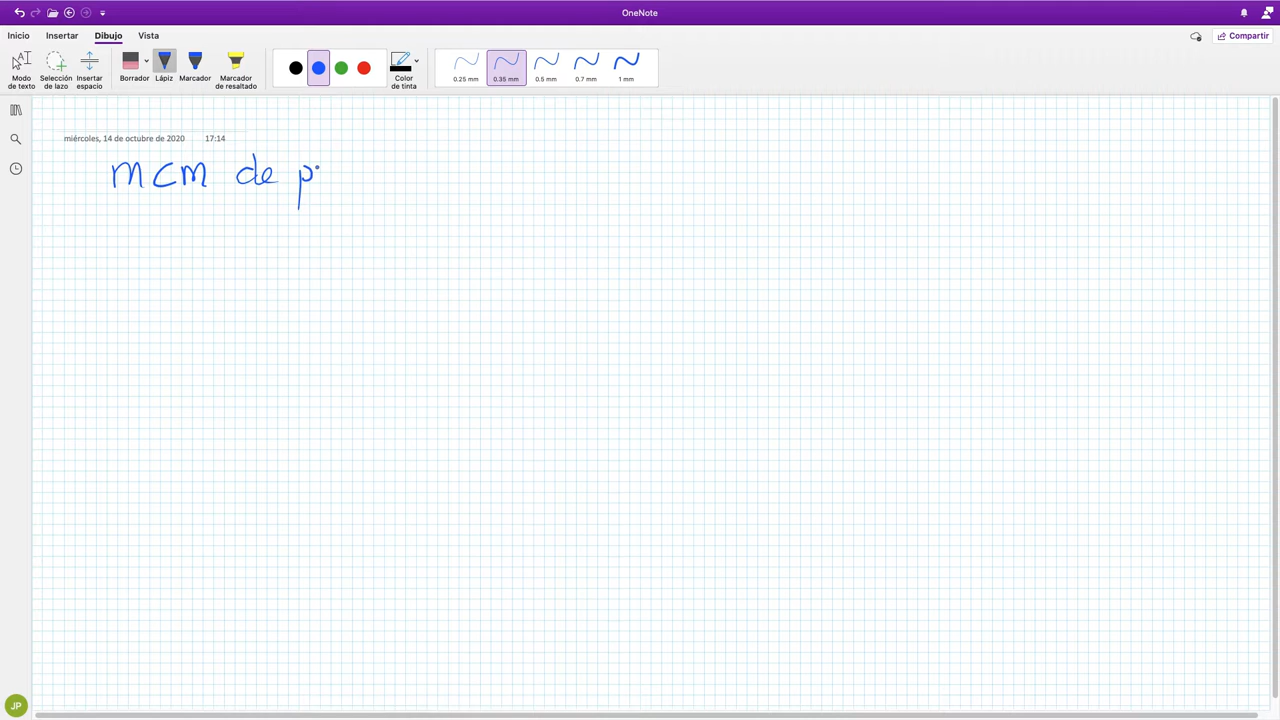 OneNote
Inicio Insertar Dibujo Vista Compartir
Modo de texto Selección de lazo Insertar espacio Borrador Lápiz Marcador Marcador de resaltado Color de tinta 0.25 mm 0.35 mm 0.5 mm 0.7 mm 1 mm
miércoles, 14 de octubre de 2020 17:14
mcm de p
JP